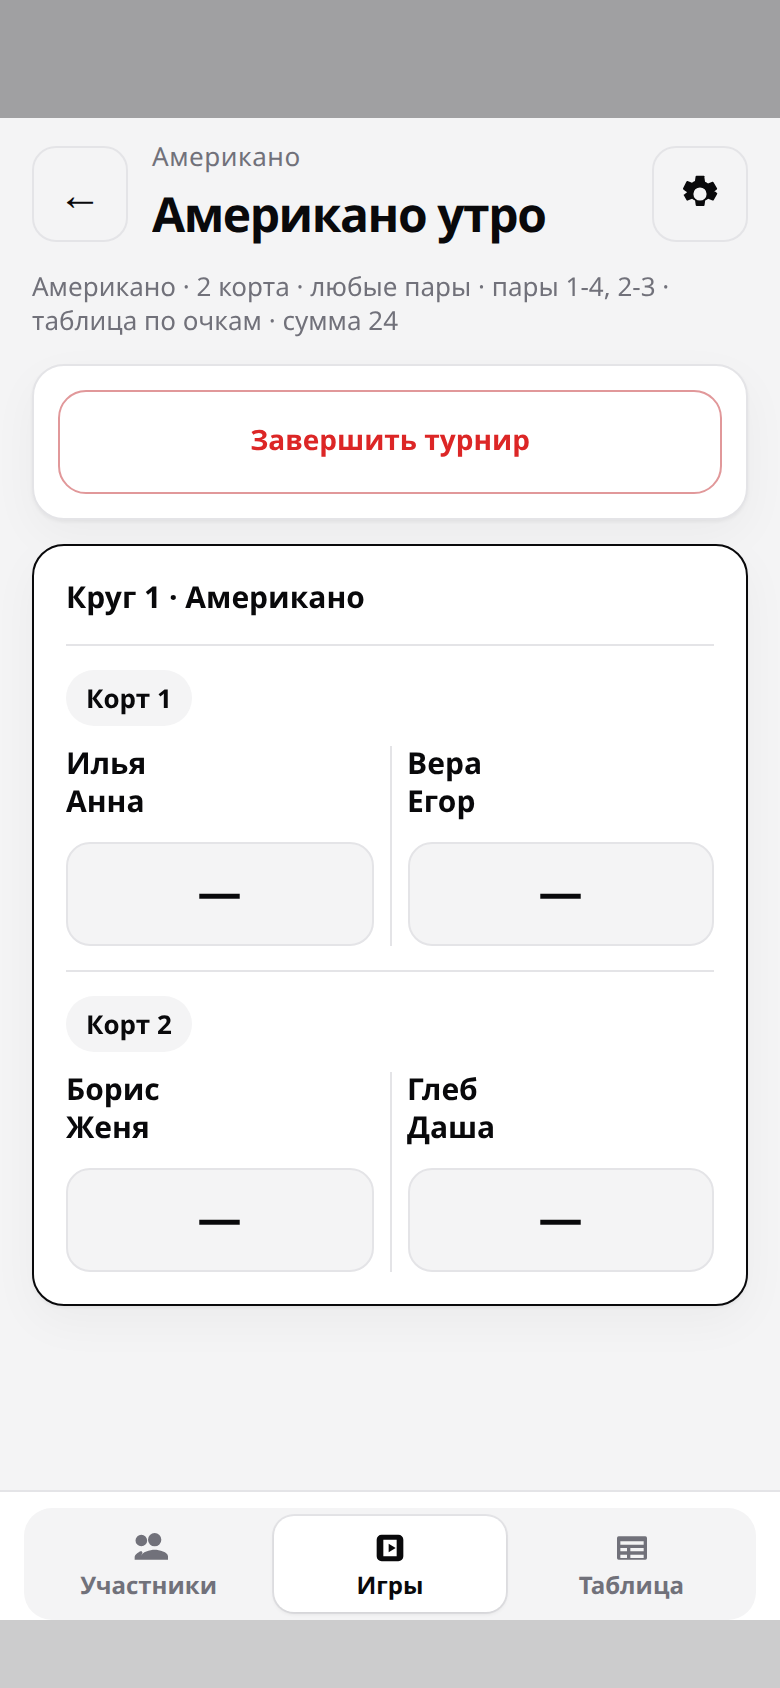 ←
Американо
Американо утро
Американо · 2 корта · любые пары · пары 1-4, 2-3 ·
таблица по очкам · сумма 24
Завершить турнир
Круг 1 · Американо
Корт 1
Илья
Анна
Вера
Егор
—
—
Корт 2
Борис
Женя
Глеб
Даша
—
—
Участники
Игры
Таблица